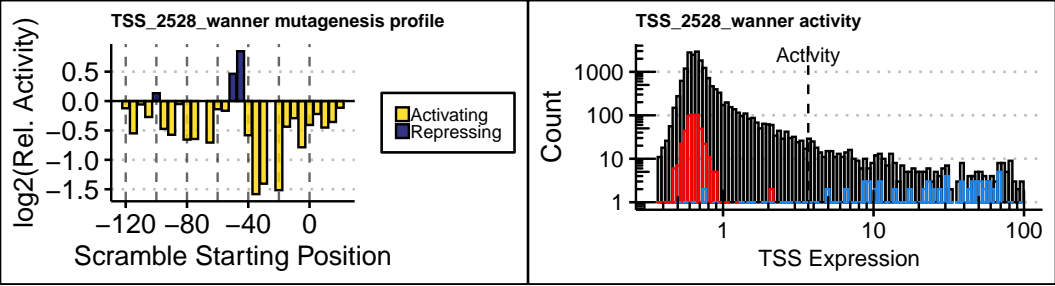 TSS_2528_wanner mutagenesis profile
log2(Rel. Activity)
0.5
0.0
−0.5
−1.0
−1.5
−120 −80 −40 0
Scramble Starting Position
Activating
Repressing
TSS_2528_wanner activity
Activity
Count
1000
100
10
1
1 10 100
TSS Expression